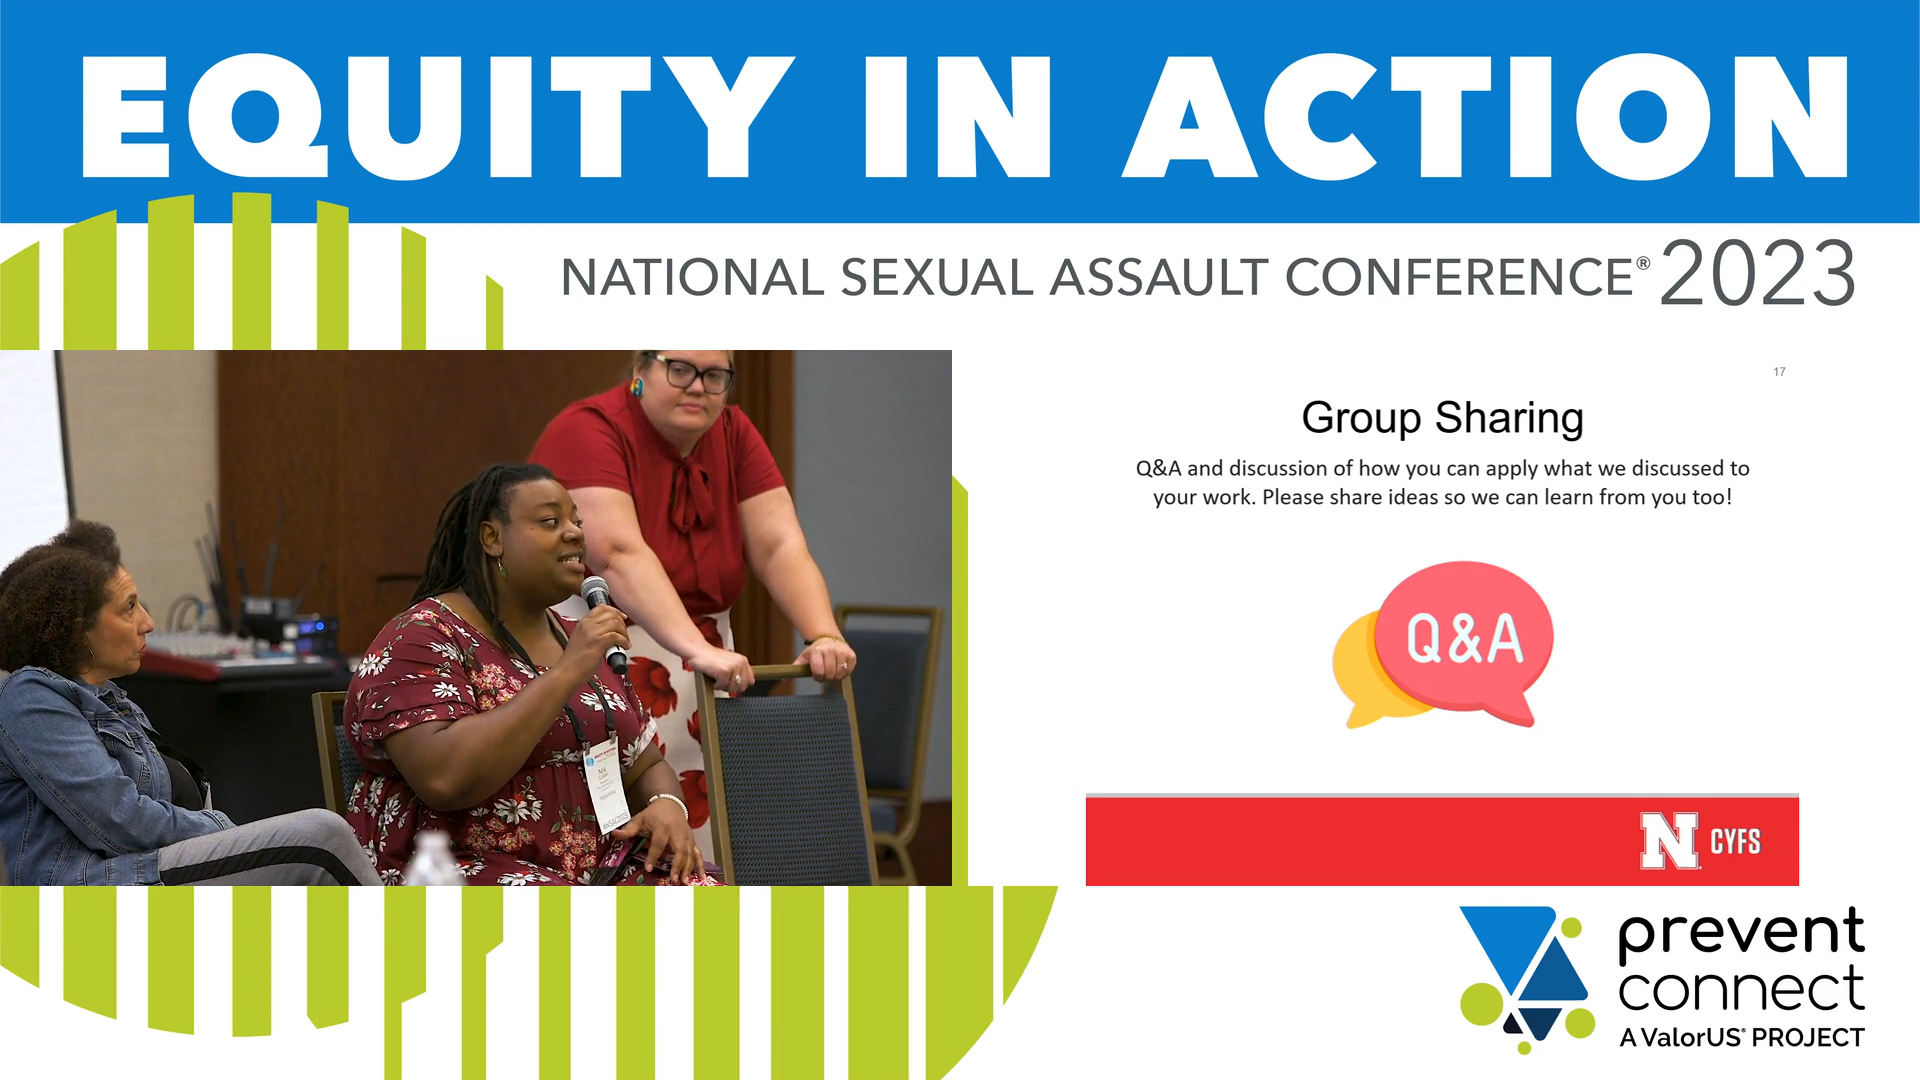 EQUITY IN ACTION
NATIONAL SEXUAL ASSAULT CONFERENCE® 2023
17
Group Sharing
Q&A and discussion of how you can apply what we discussed to
your work. Please share ideas so we can learn from you too!
Q&A
N CYFS
prevent
connect
A ValorUS® PROJECT